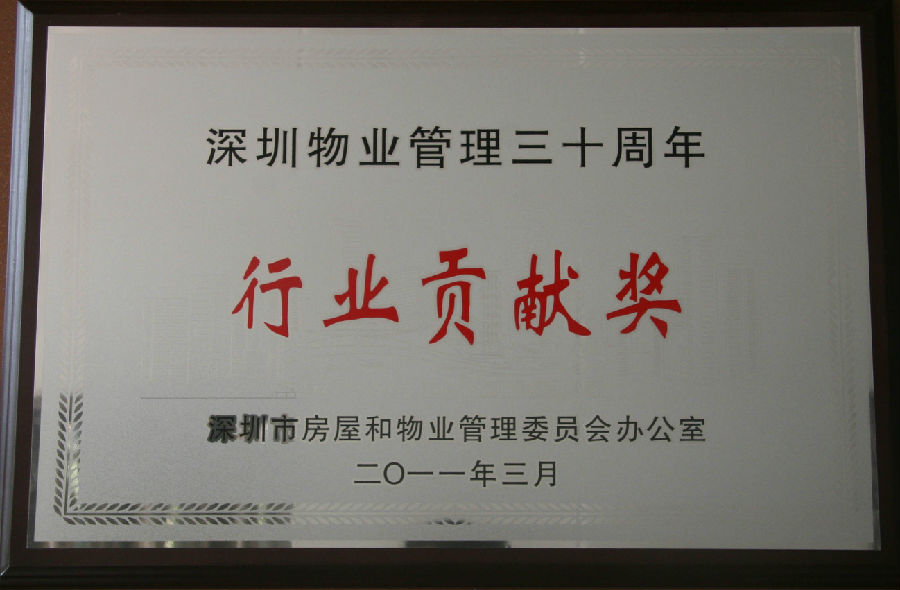 深圳物业管理三十周年
行业贡献奖
深圳市房屋和物业管理委员会办公室
二〇一一年三月